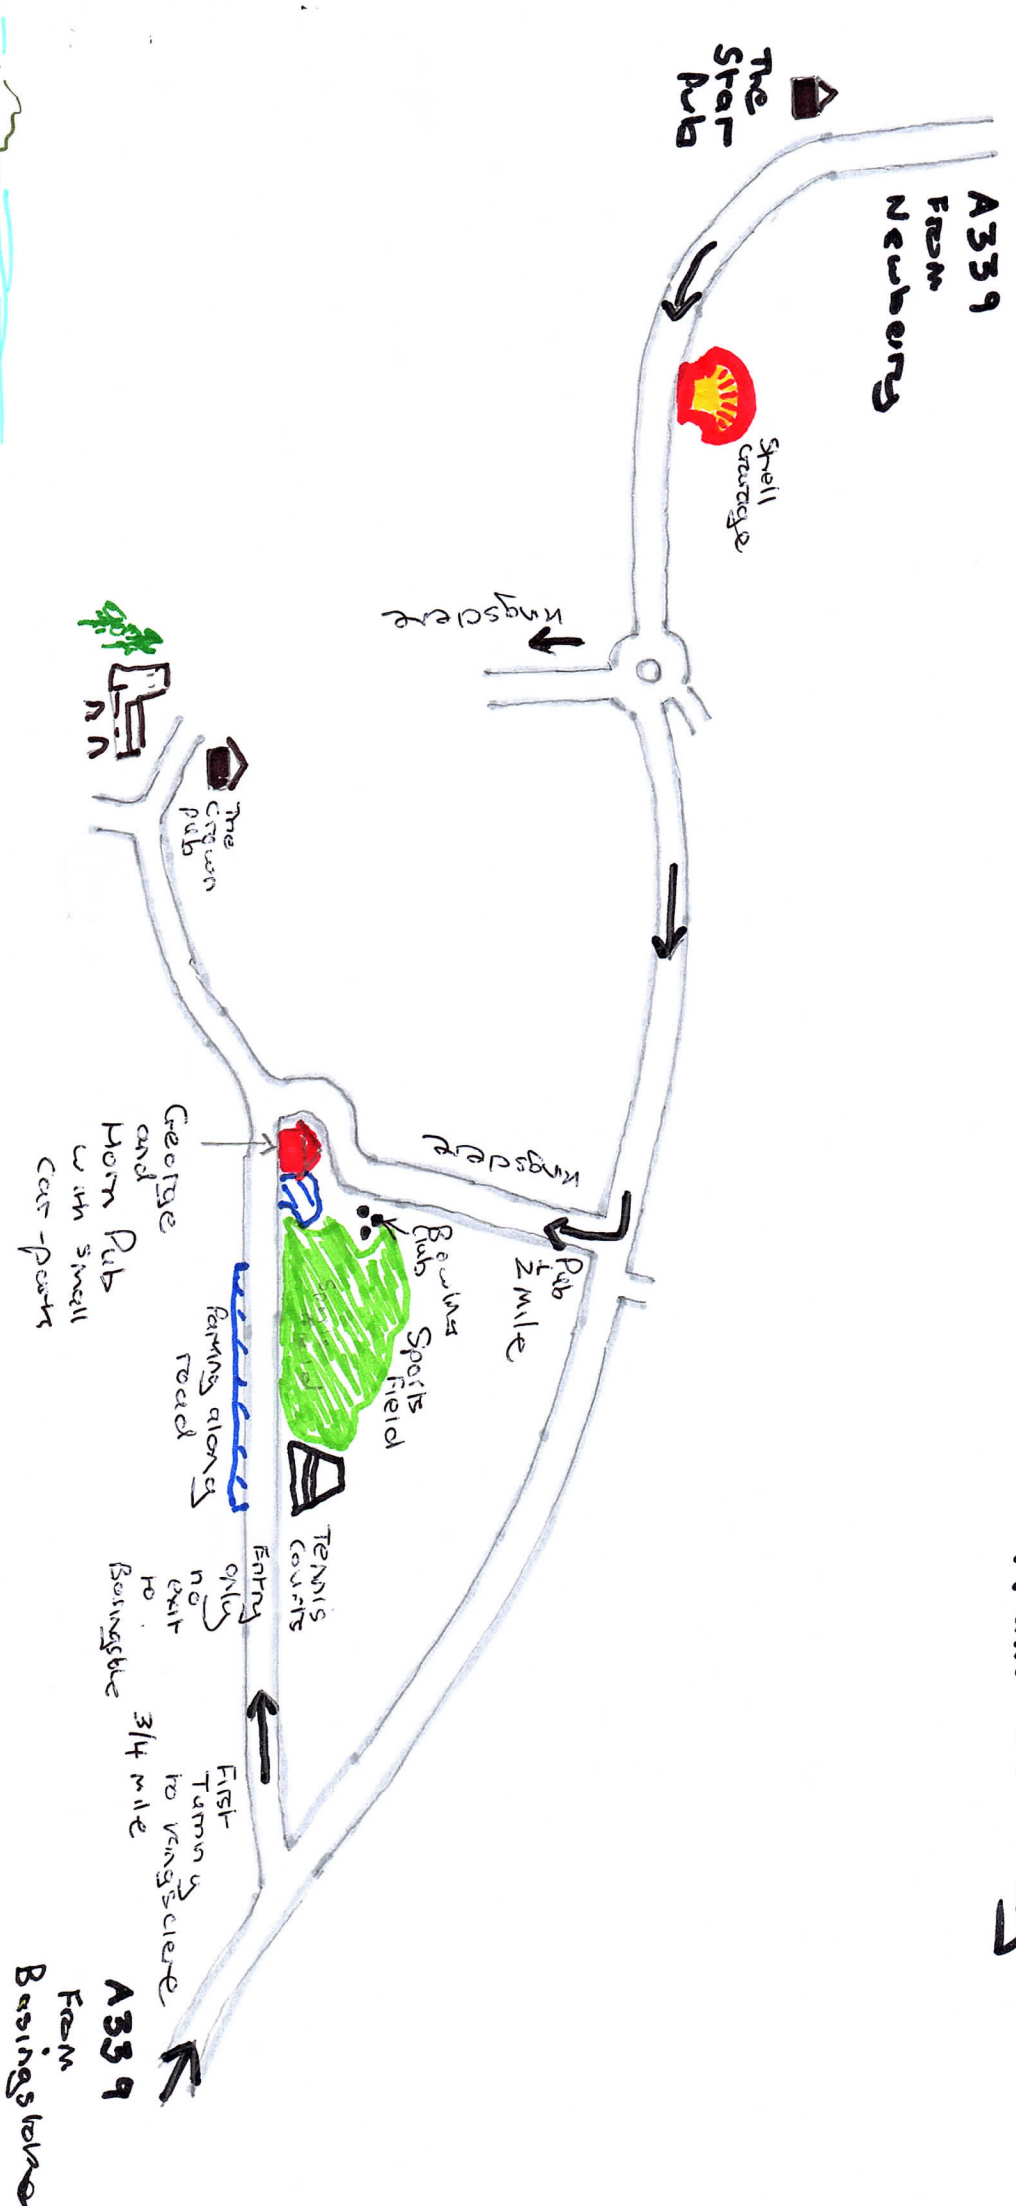 A339
From
Newbury
The
Star
Pub
Shell
Garage
Kingsclere
The
Crown
Pub
Kingsclere
Pub
1/2
Mile
Bowling
Club
Sports
Field
George
and
Horn Pub
with small
car-park
Parking along
road
Tennis
Courts
Entry
only
no
exit
to
First
Turning
to Kingsclere
3/4 mile
A339
From